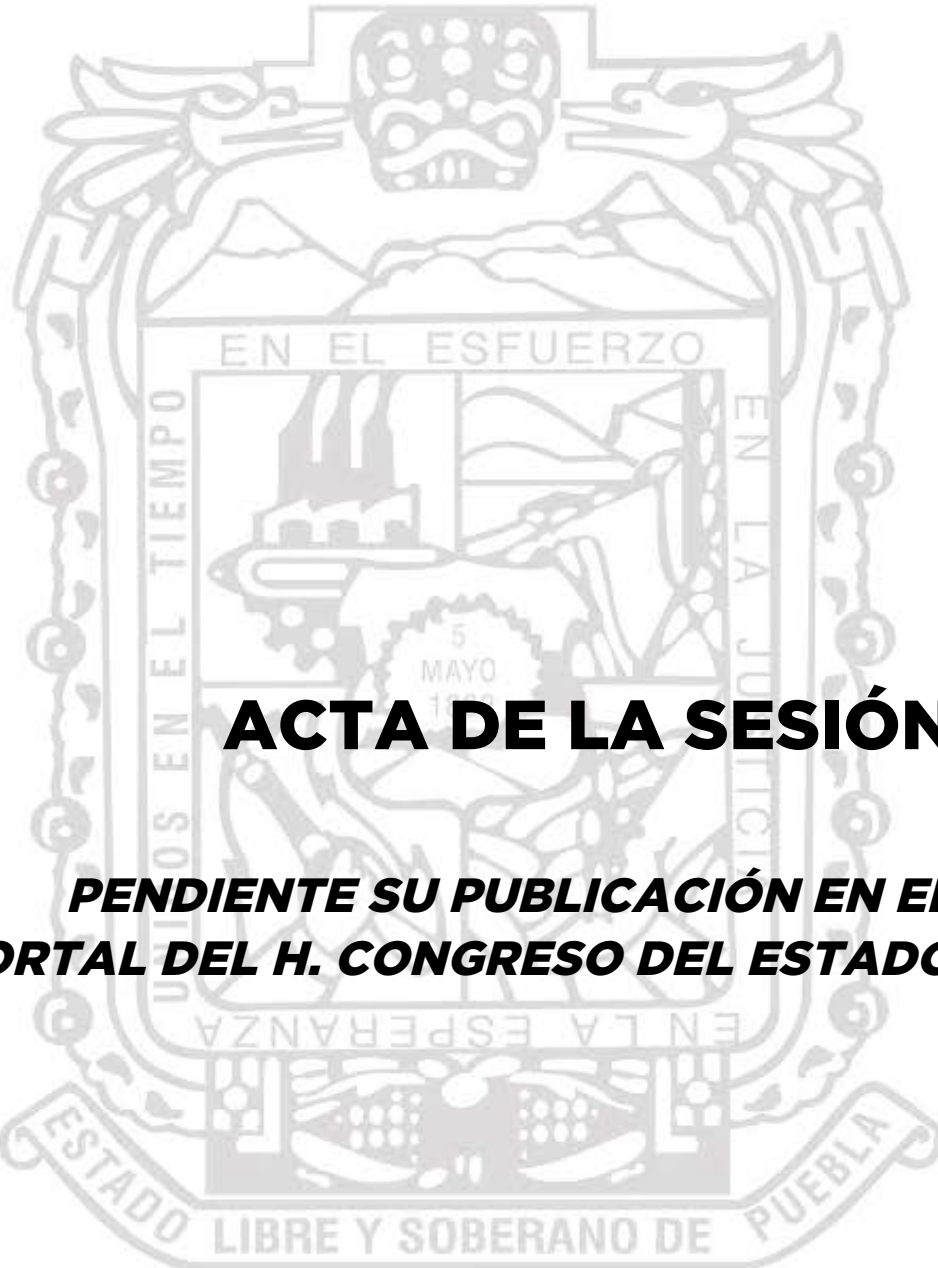 EN EL ESFUERZO
EN LA JUTICI
UNIDOS EN EL TIEMPO
5
MAYO
ACTA DE LA SESIÓN
PENDIENTE SU PUBLICACIÓN EN EL
ORTAL DEL H. CONGRESO DEL ESTADO
EN LA ESPERANZA
ESTADO LIBRE Y SOBERANO DE PUEBLA